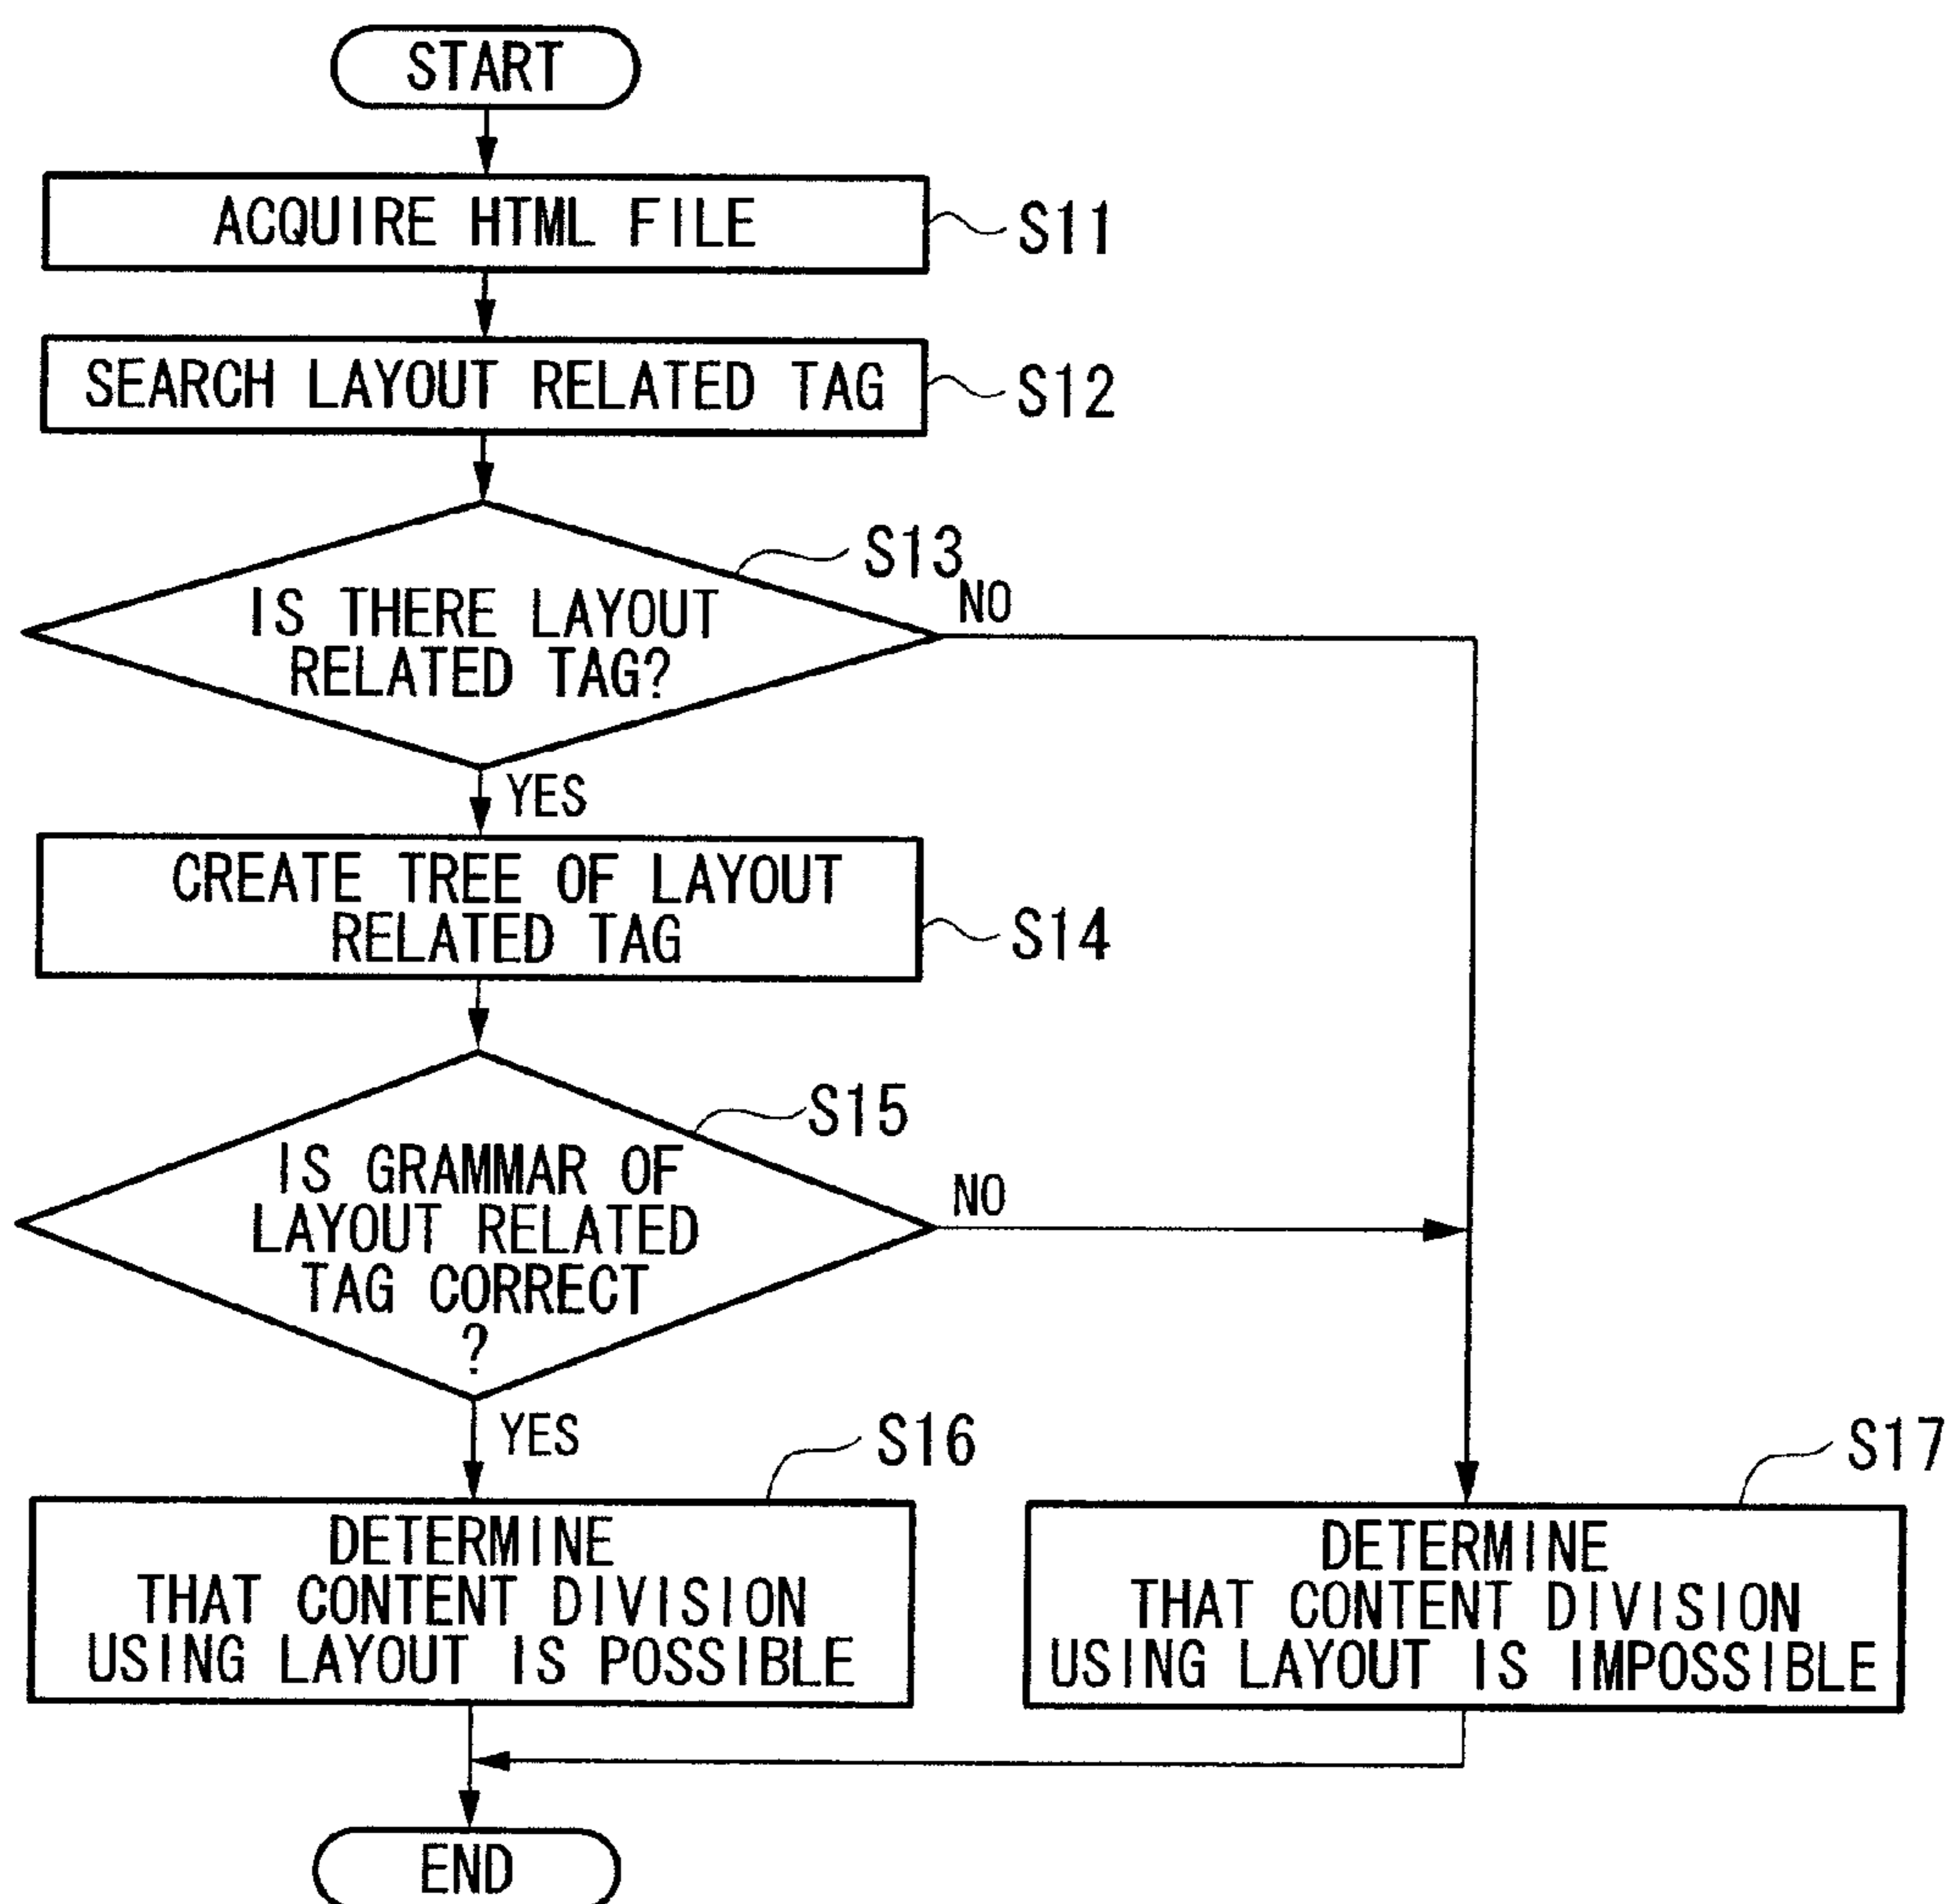 START
ACQUIRE HTML FILE
S11
SEARCH LAYOUT RELATED TAG
S12
S13
IS THERE LAYOUT
RELATED TAG?
NO
YES
CREATE TREE OF LAYOUT
RELATED TAG
S14
S15
IS GRAMMAR OF
LAYOUT RELATED
TAG CORRECT
?
NO
YES
S16
DETERMINE
THAT CONTENT DIVISION
USING LAYOUT IS POSSIBLE
S17
DETERMINE
THAT CONTENT DIVISION
USING LAYOUT IS IMPOSSIBLE
END